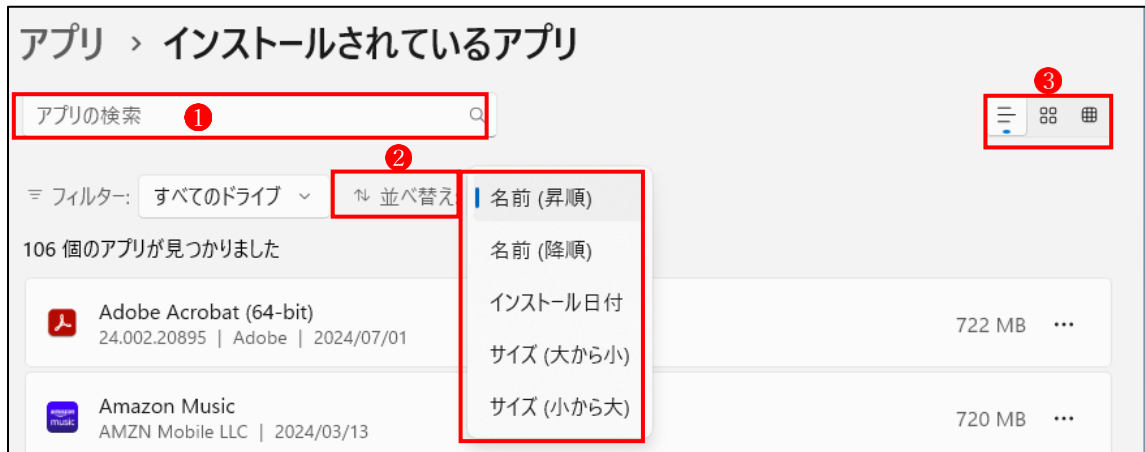 アプリ › インストールされているアプリ
❸
アプリの検索 ❶
❷
フィルター: すべてのドライブ 並べ替え:
名前 (昇順)
名前 (降順)
インストール日付
サイズ (大から小)
サイズ (小から大)
106 個のアプリが見つかりました
Adobe Acrobat (64-bit)
24.002.20895 | Adobe | 2024/07/01
722 MB
amazon
music
Amazon Music
AMZN Mobile LLC | 2024/03/13
720 MB